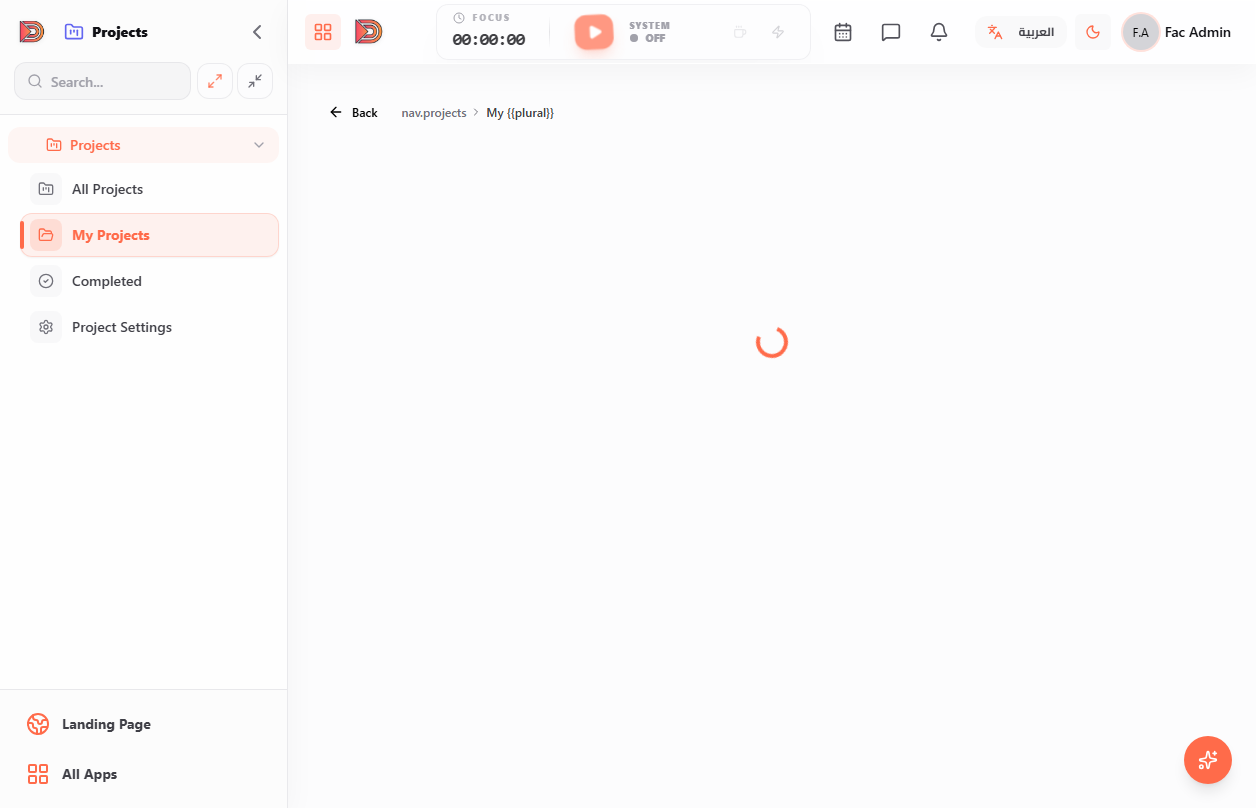 Projects
Search...
Projects
All Projects
My Projects
Completed
Project Settings
Landing Page
All Apps
FOCUS
00:00:00
SYSTEM
OFF
العربية
F.A
Fac Admin
Back
nav.projects
My {{plural}}